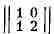 ‖ 1 0 ‖
‖ 1 2 ‖